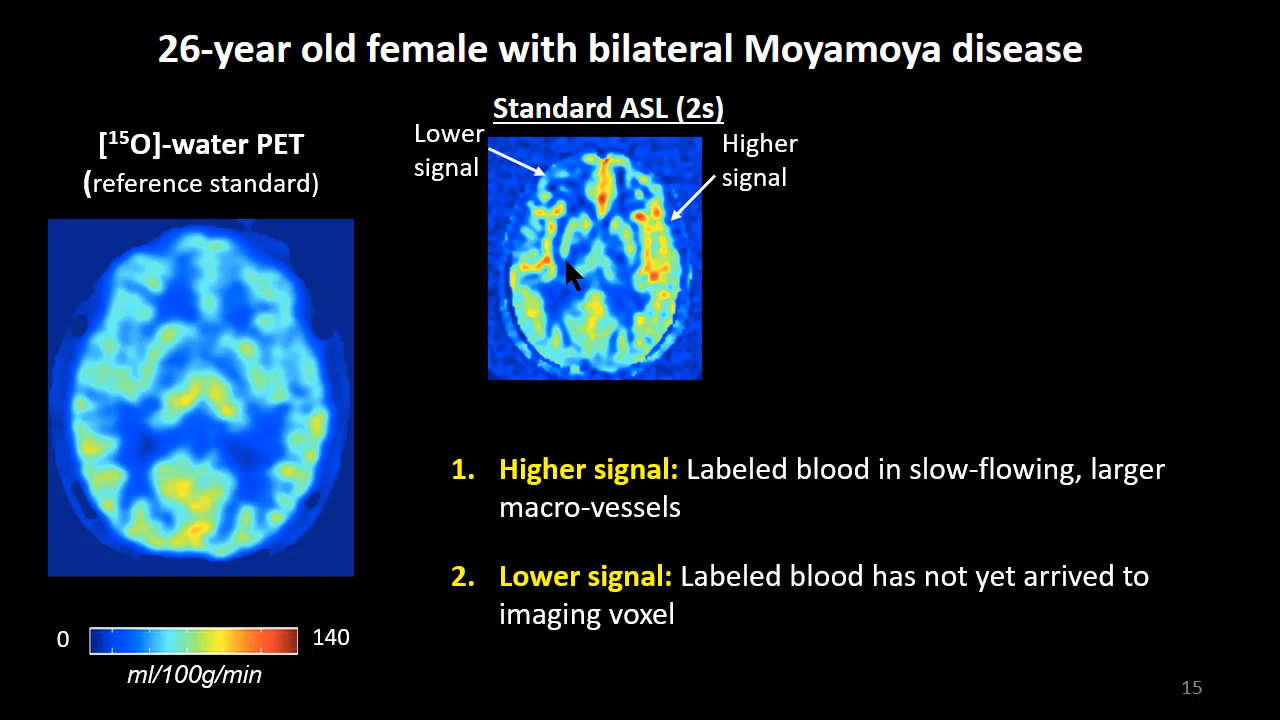 26-year old female with bilateral Moyamoya disease
[¹⁵O]-water PET
(reference standard)
Standard ASL (2s)
Lower
signal
Higher
signal
1. Higher signal: Labeled blood in slow-flowing, larger
macro-vessels
2. Lower signal: Labeled blood has not yet arrived to
imaging voxel
0
140
ml/100g/min
15